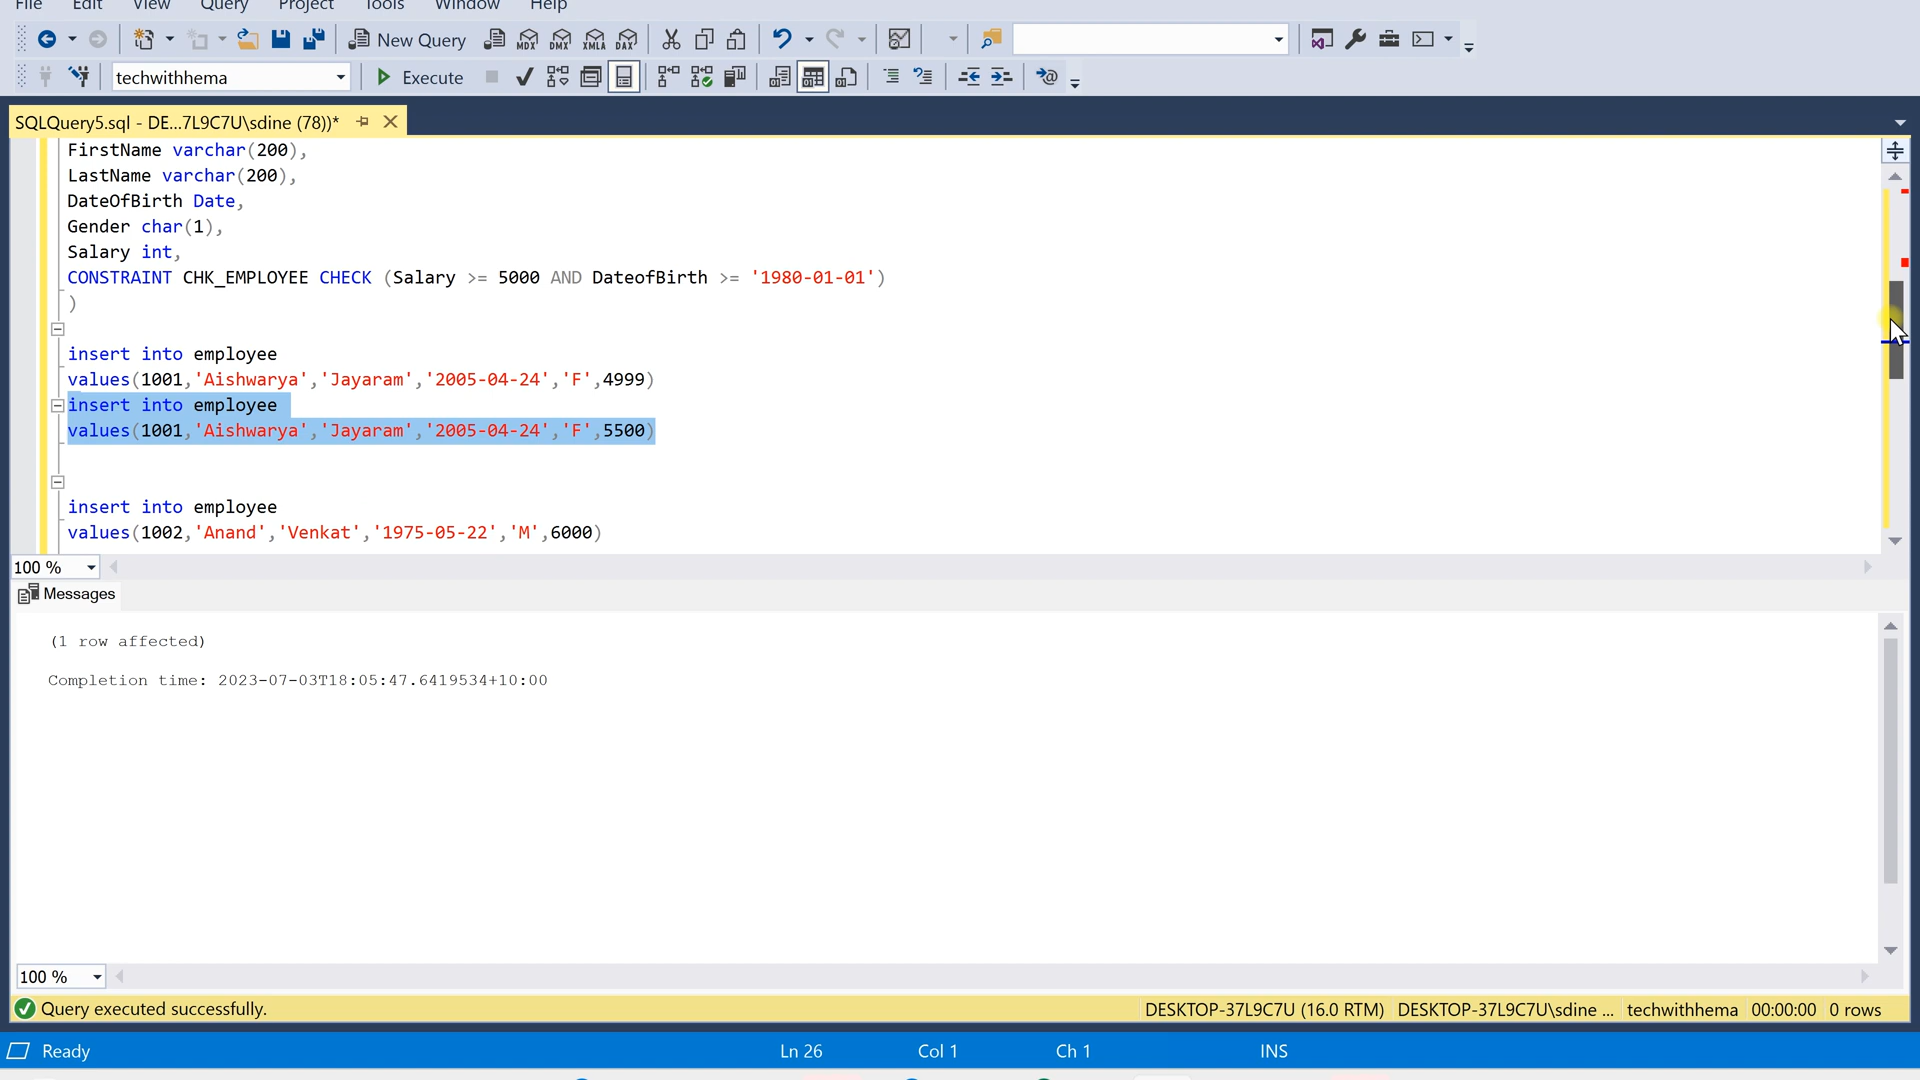 File Edit View Query Project Tools Window Help
New Query MDX DMX XMLA DAX
techwithhema Execute
SQLQuery5.sql - DE...7L9C7U\sdine (78))*
FirstName varchar(200),
LastName varchar(200),
DateOfBirth Date,
Gender char(1),
Salary int,
CONSTRAINT CHK_EMPLOYEE CHECK (Salary >= 5000 AND DateofBirth >= '1980-01-01')
)
insert into employee
values(1001,'Aishwarya','Jayaram','2005-04-24','F',4999)
insert into employee
values(1001,'Aishwarya','Jayaram','2005-04-24','F',5500)
insert into employee
values(1002,'Anand','Venkat','1975-05-22','M',6000)
100 %
Messages
(1 row affected)
Completion time: 2023-07-03T18:05:47.6419534+10:00
100 %
Query executed successfully. DESKTOP-37L9C7U (16.0 RTM) DESKTOP-37L9C7U\sdine ... techwithhema 00:00:00 0 rows
Ready Ln 26 Col 1 Ch 1 INS